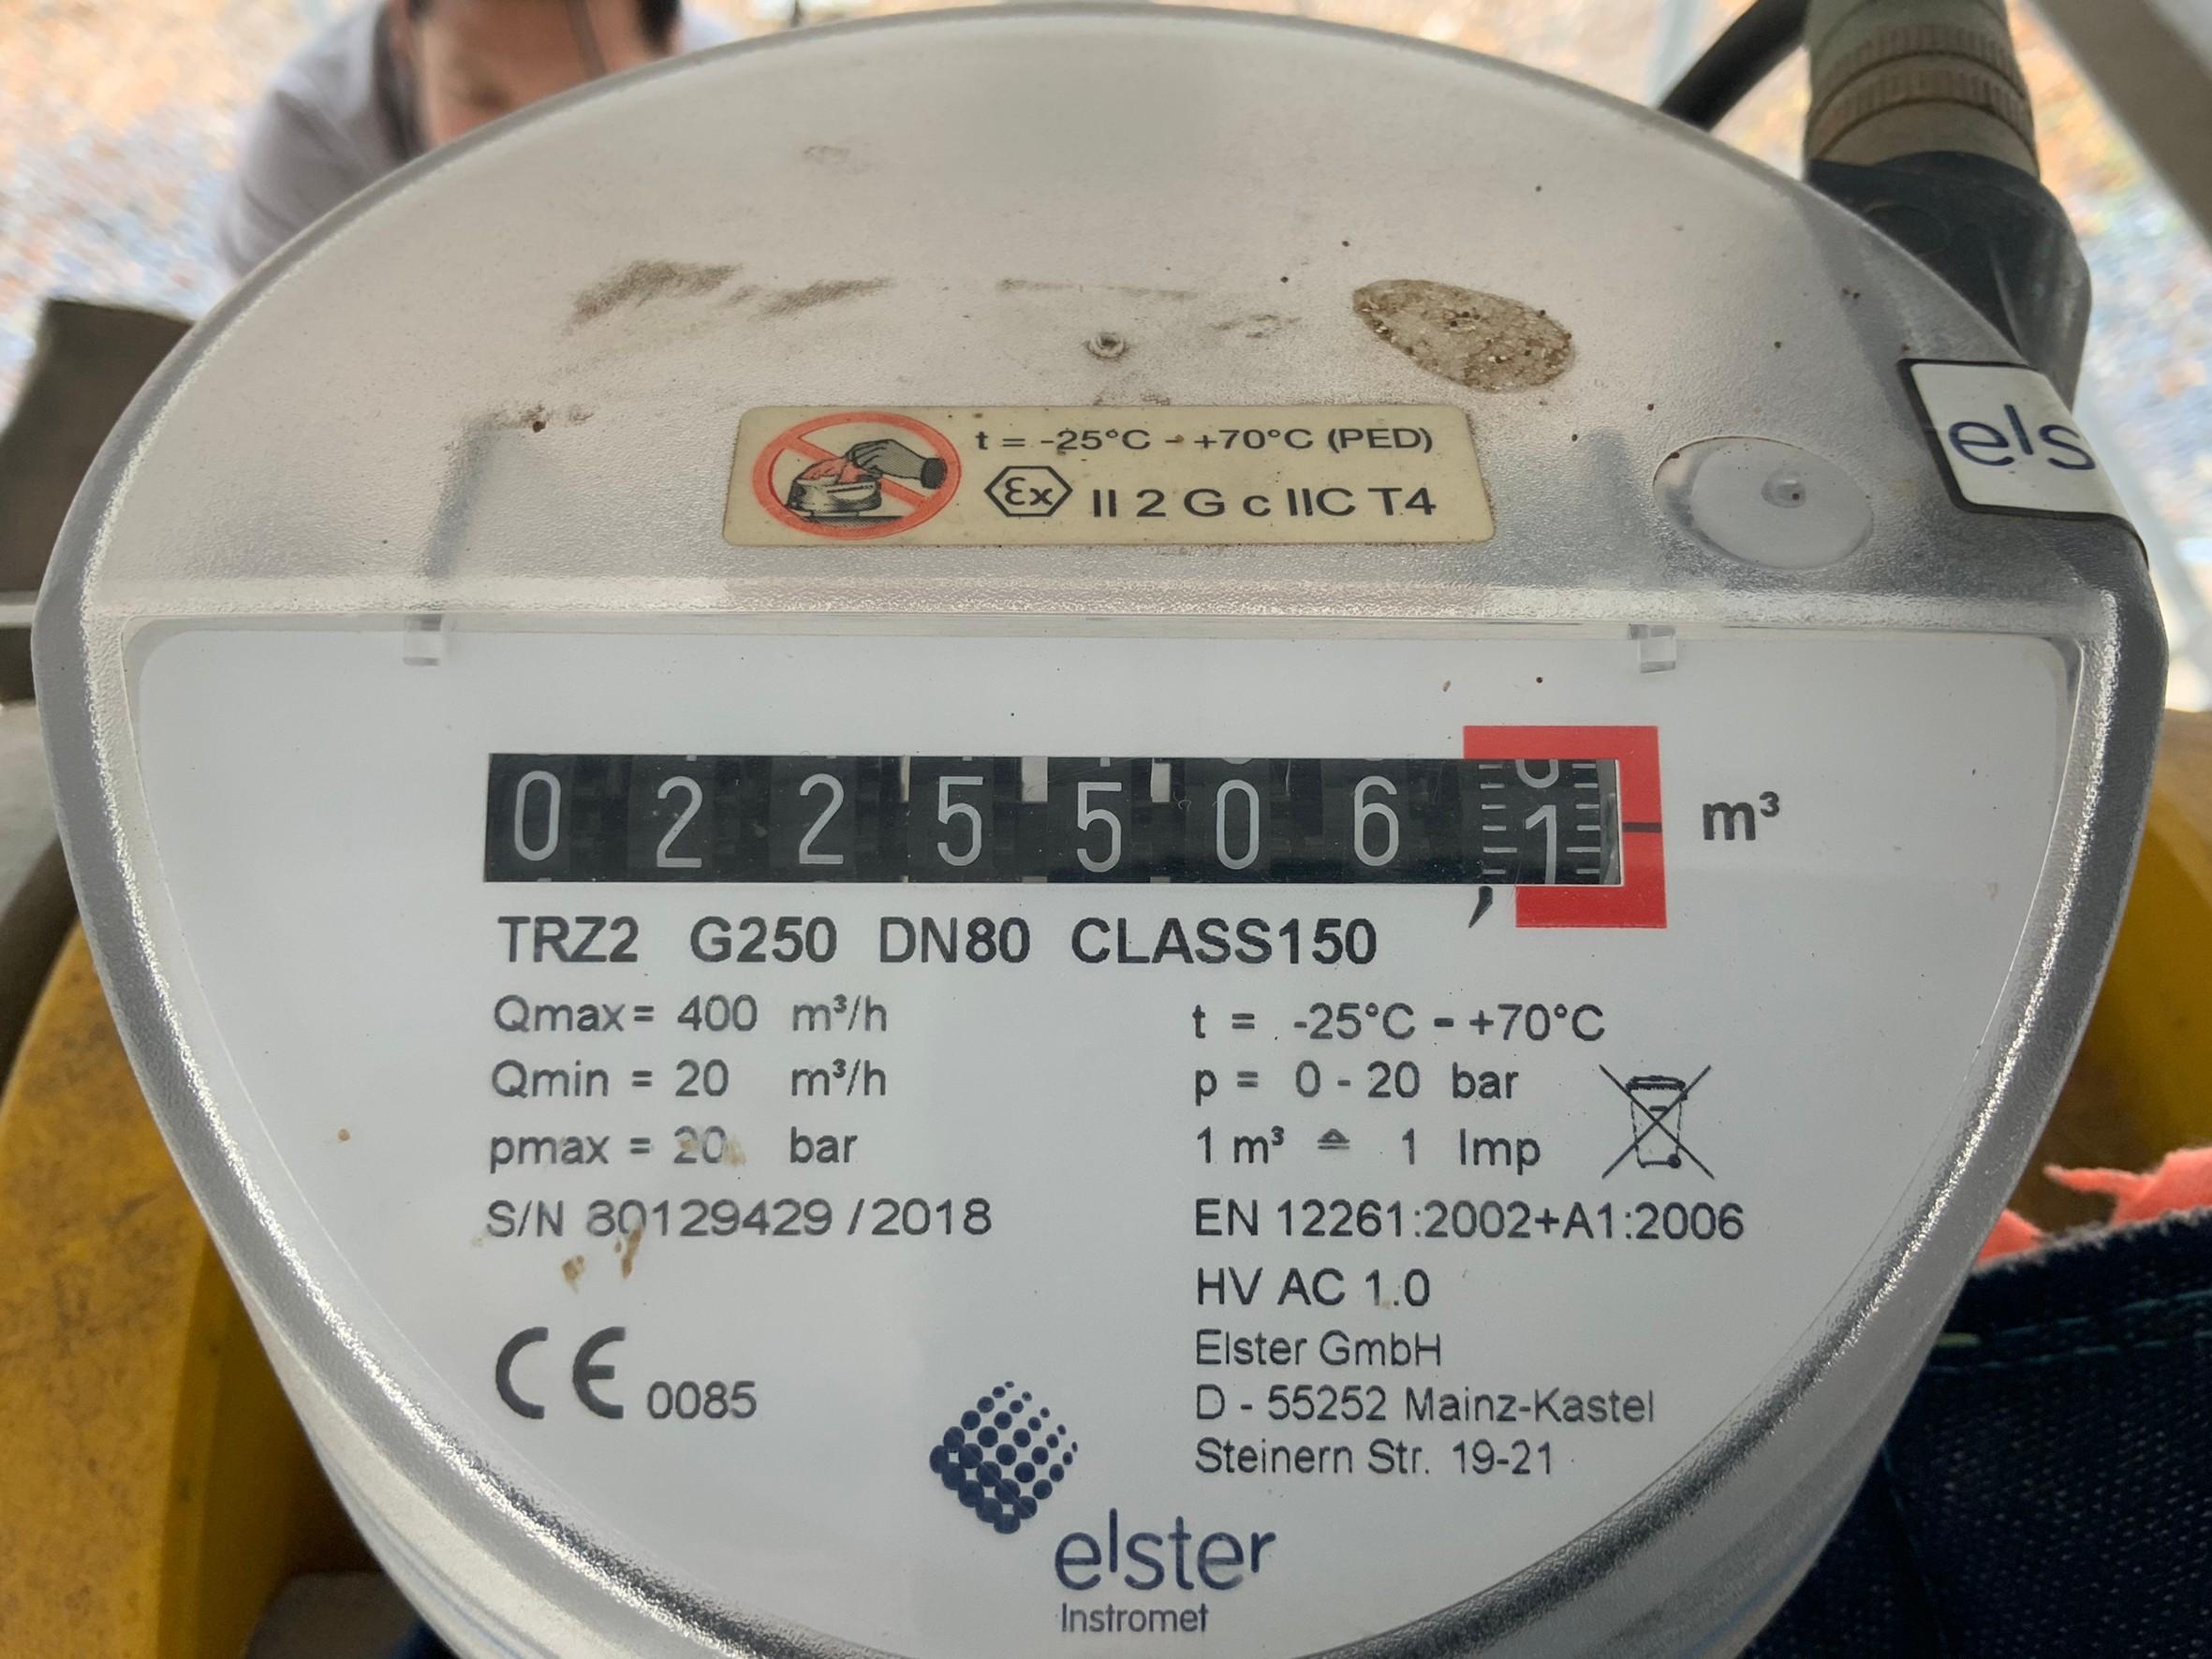 t = -25°C - +70°C (PED)
Ex II 2 G c IIC T4
els
0 2 2 5 5 0 6 , 1 m³
TRZ2 G250 DN80 CLASS150
Qmax = 400 m³/h
Qmin = 20 m³/h
pmax = 20 bar
S/N 80129429 / 2018
t = -25°C - +70°C
p = 0 - 20 bar
1 m³ ≙ 1 Imp
EN 12261:2002+A1:2006
HV AC 1.0
Elster GmbH
D - 55252 Mainz-Kastel
Steinern Str. 19-21
CE 0085
elster
Instromet